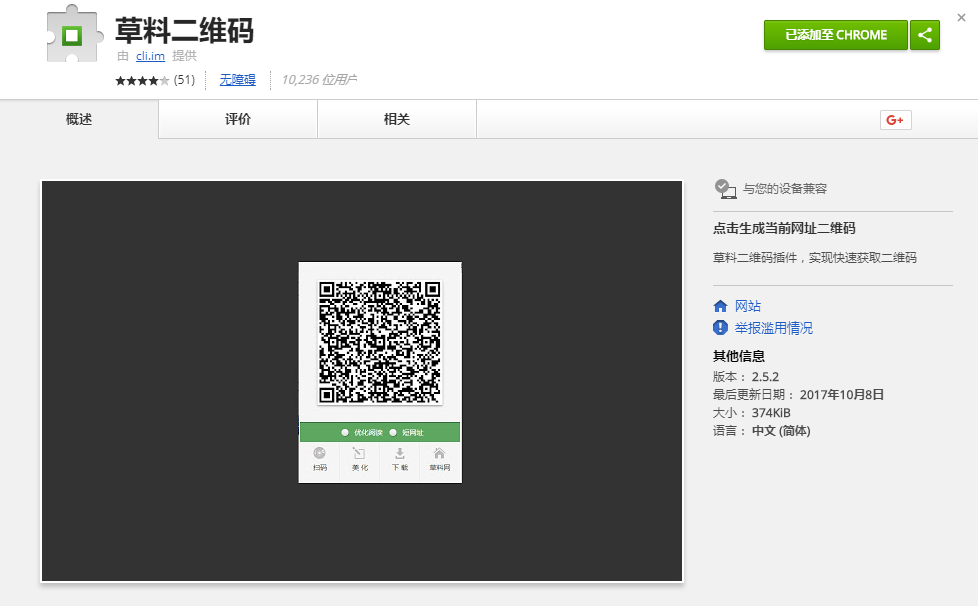 草料二维码
由 cli.im 提供
(51) 无障碍 10,236 位用户
已添加至 CHROME
概述 评价 相关
G+
与您的设备兼容
点击生成当前网址二维码
草料二维码插件，实现快速获取二维码
网站
举报滥用情况
其他信息
版本： 2.5.2
最后更新日期： 2017年10月8日
大小： 374KiB
语言： 中文 (简体)
优化阅读 短网址
扫码 美化 下载 草料网